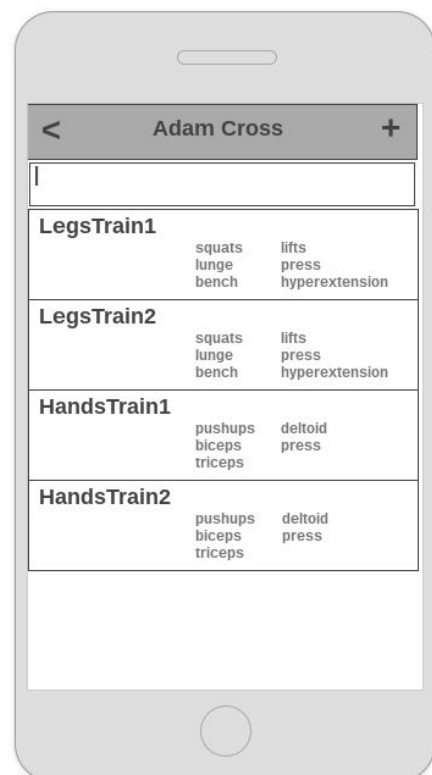 < Adam Cross +
LegsTrain1
squats lifts
lunge press
bench hyperextension
LegsTrain2
squats lifts
lunge press
bench hyperextension
HandsTrain1
pushups deltoid
biceps press
triceps
HandsTrain2
pushups deltoid
biceps press
triceps